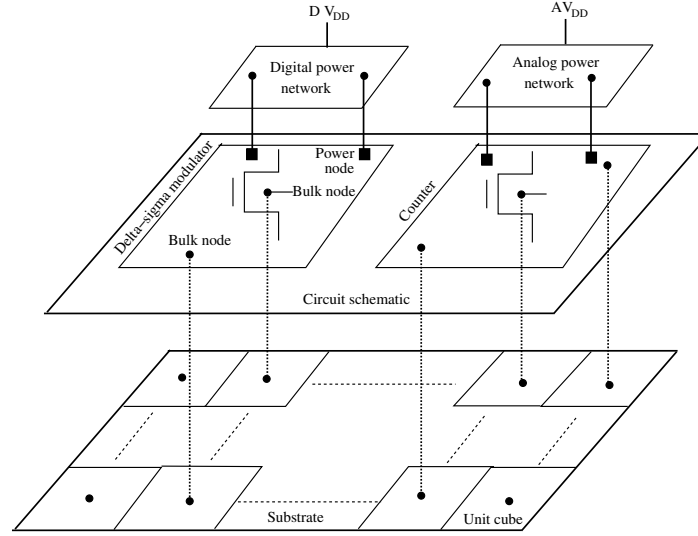 D V_DD
AV_DD
Digital power
network
Analog power
network
Delta-sigma modulator
Power
node
Bulk node
Counter
Bulk node
Circuit schematic
Substrate
Unit cube